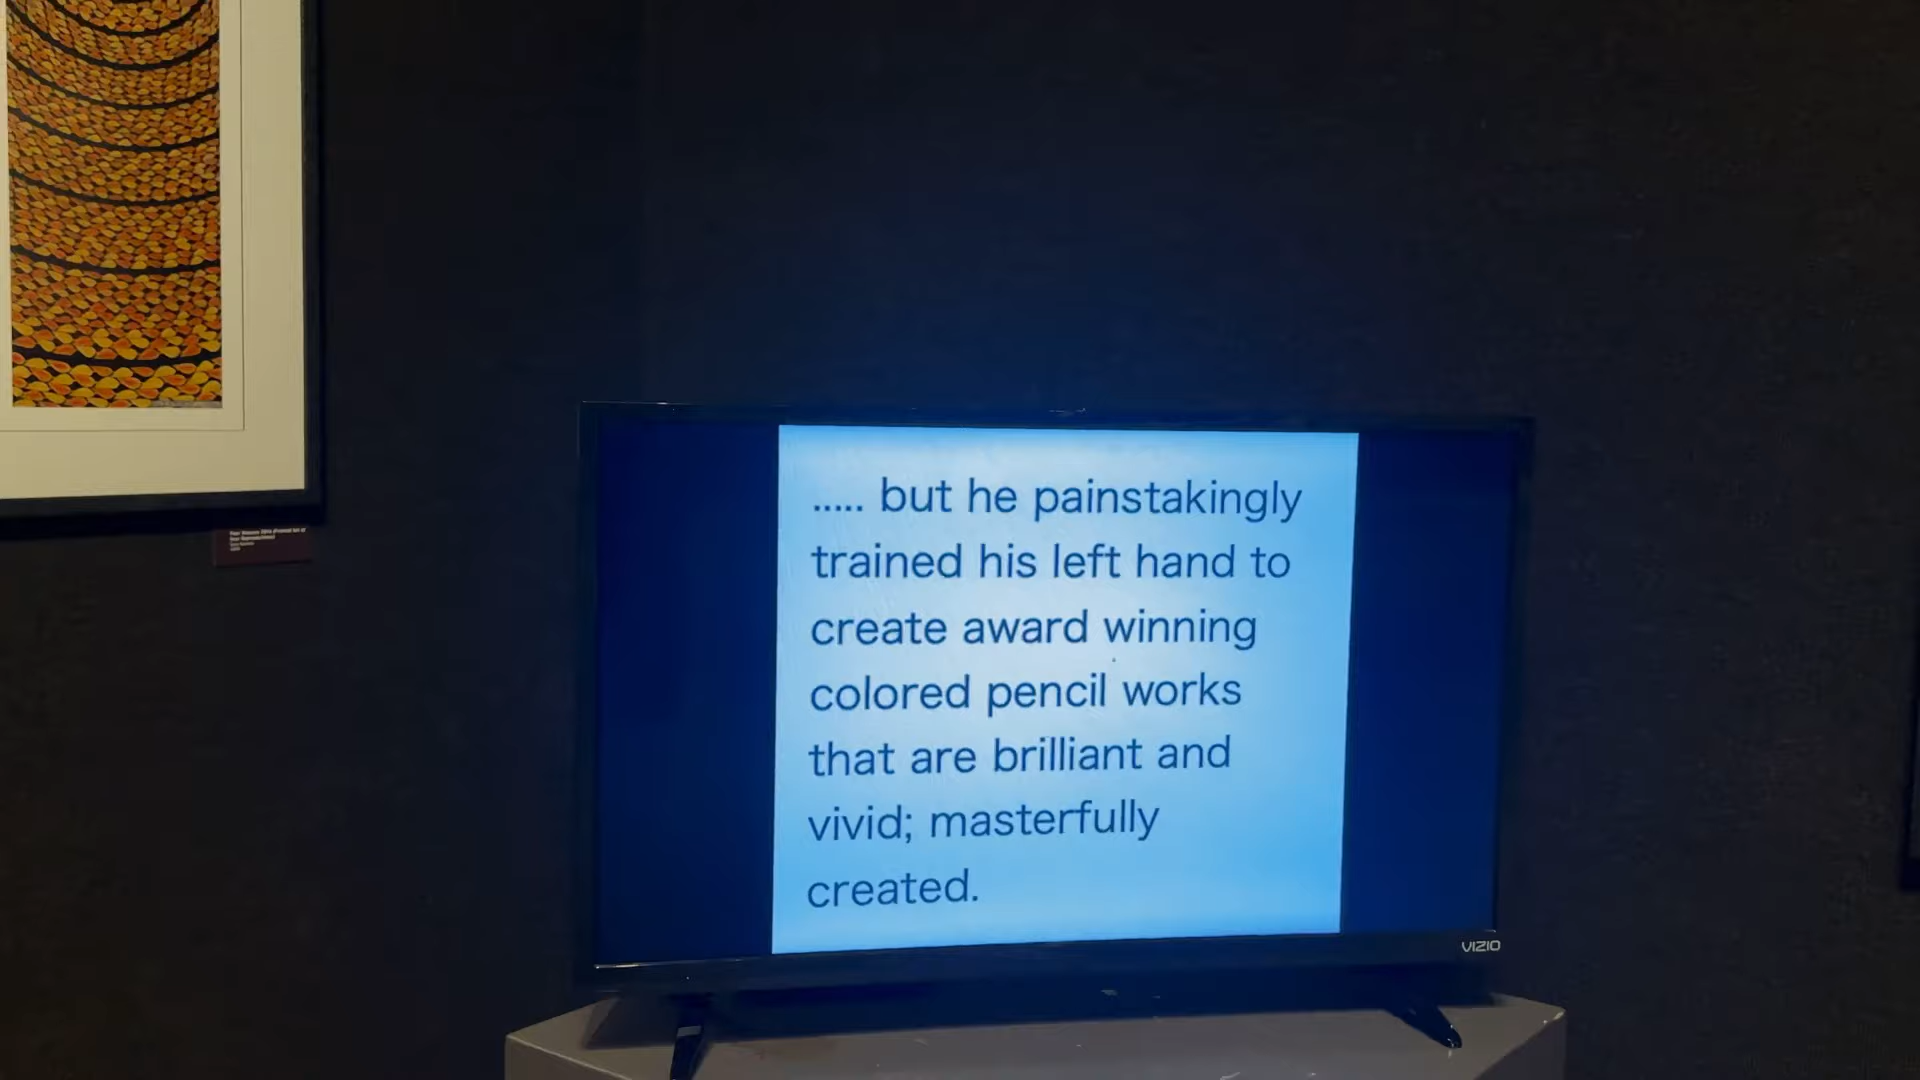 ..... but he painstakingly
trained his left hand to
create award winning
colored pencil works
that are brilliant and
vivid; masterfully
created.
VIZIO